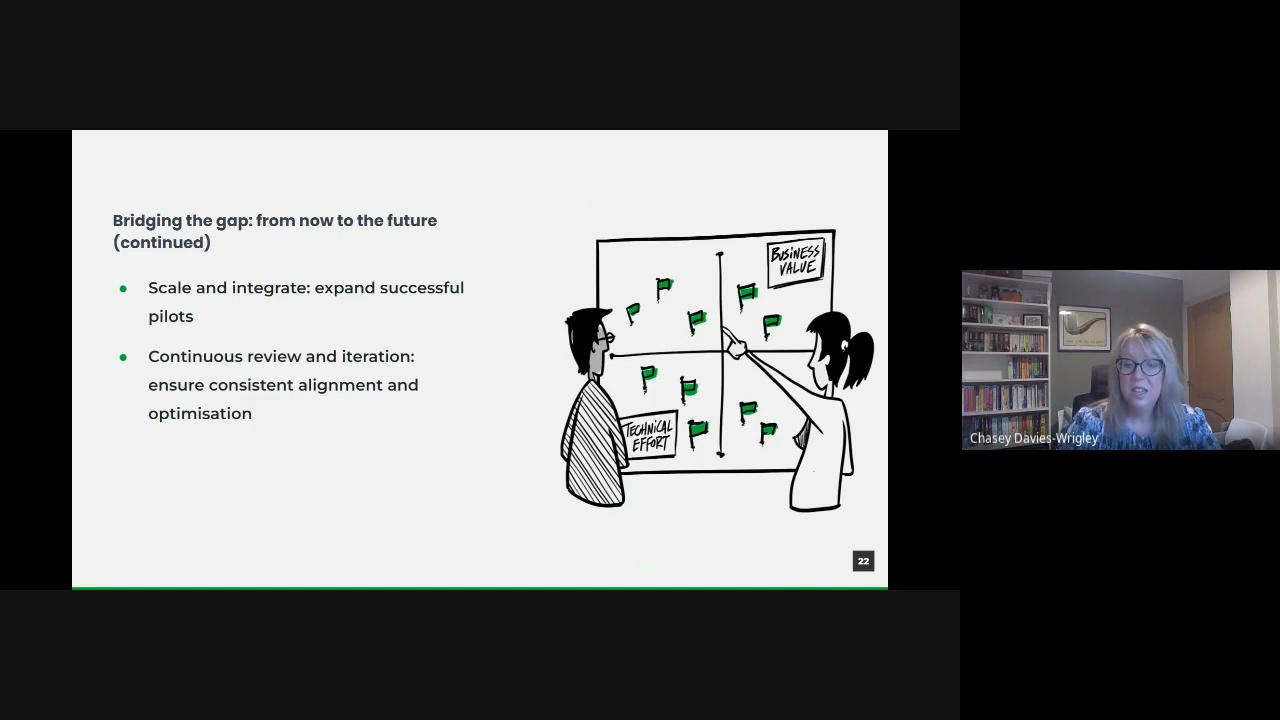 Bridging the gap: from now to the future
(continued)
Scale and integrate: expand successful
pilots
Continuous review and iteration:
ensure consistent alignment and
optimisation
BUSINESS
VALUE
TECHNICAL
EFFORT
22
Chasey Davies-Wrigley